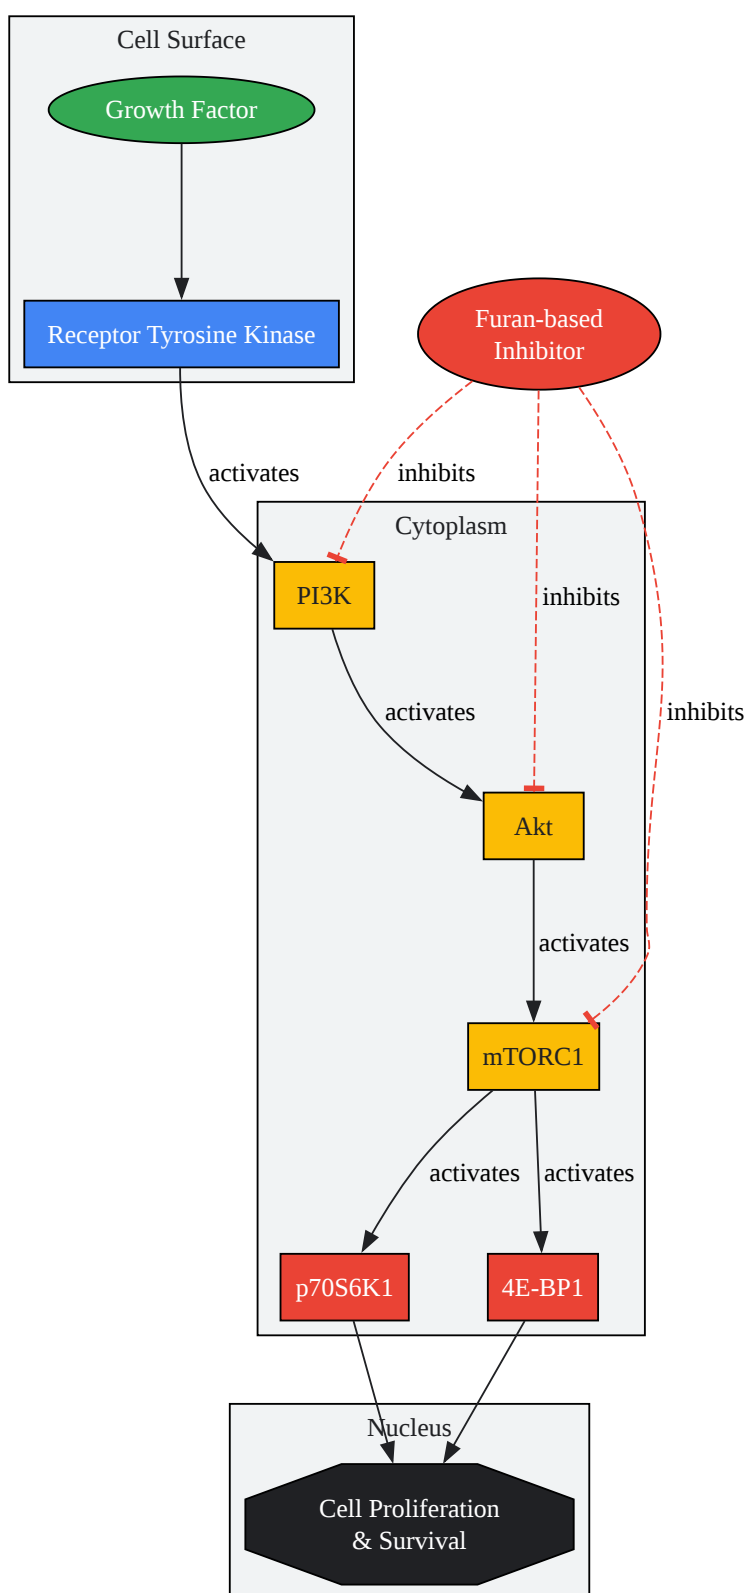 Cell Surface
Growth Factor
Receptor Tyrosine Kinase
Furan-based
Inhibitor
activates
inhibits
Cytoplasm
PI3K
inhibits
activates
inhibits
Akt
activates
mTORC1
activates
activates
p70S6K1
4E-BP1
Nucleus
Cell Proliferation
& Survival